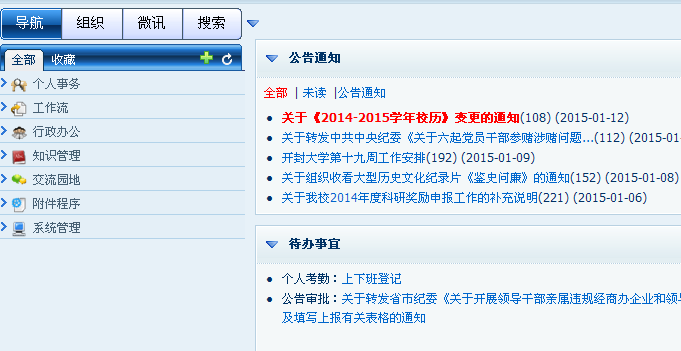 导航 组织 微讯 搜索
全部 收藏
个人事务
工作流
行政办公
知识管理
交流园地
附件程序
系统管理
公告通知
全部 | 未读 |公告通知
关于《2014-2015学年校历》变更的通知(108) (2015-01-12)
关于转发中共中央纪委《关于六起党员干部参赌涉赌问题...(112) (2015-01-
开封大学第十九周工作安排(192) (2015-01-09)
关于组织收看大型历史文化纪录片《鉴史问廉》的通知(152) (2015-01-08)
关于我校2014年度科研奖励申报工作的补充说明(221) (2015-01-06)
待办事宜
个人考勤：上下班登记
公告审批：关于转发省市纪委《关于开展领导干部亲属违规经商办企业和领导
及填写上报有关表格的通知